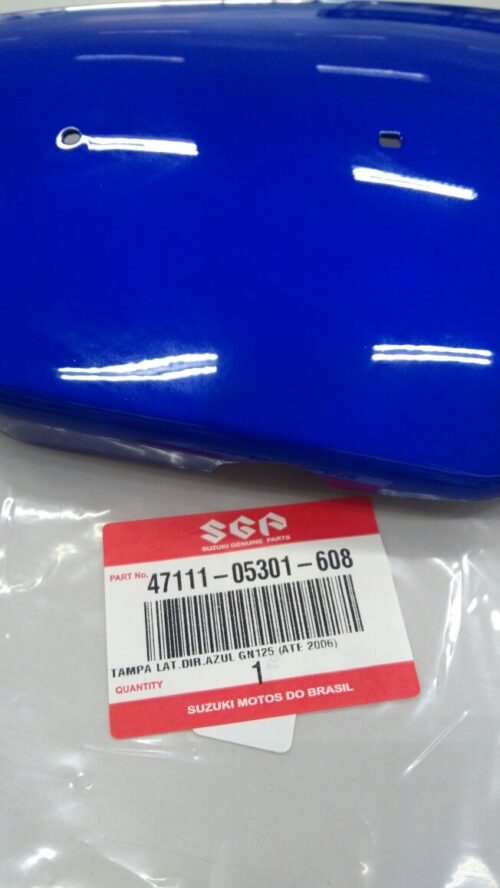 SGP
SUZUKI GENUINE PARTS
PART No. 47111-05301-608
TAMPA LAT.DIR.AZUL GN125 (ATE 2006)
QUANTITY 1
SUZUKI MOTOS DO BRASIL